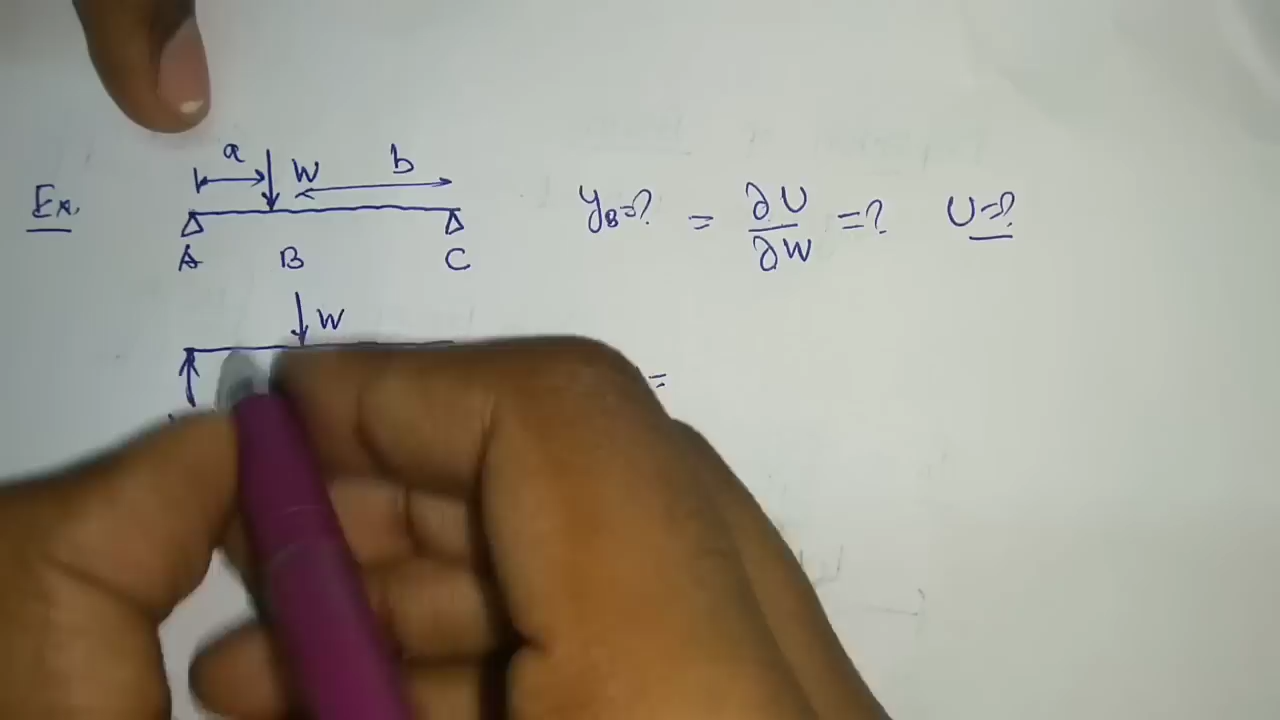 a W b
Ex. y_B=? = ∂U/∂W =? U=?
A B C
W
=